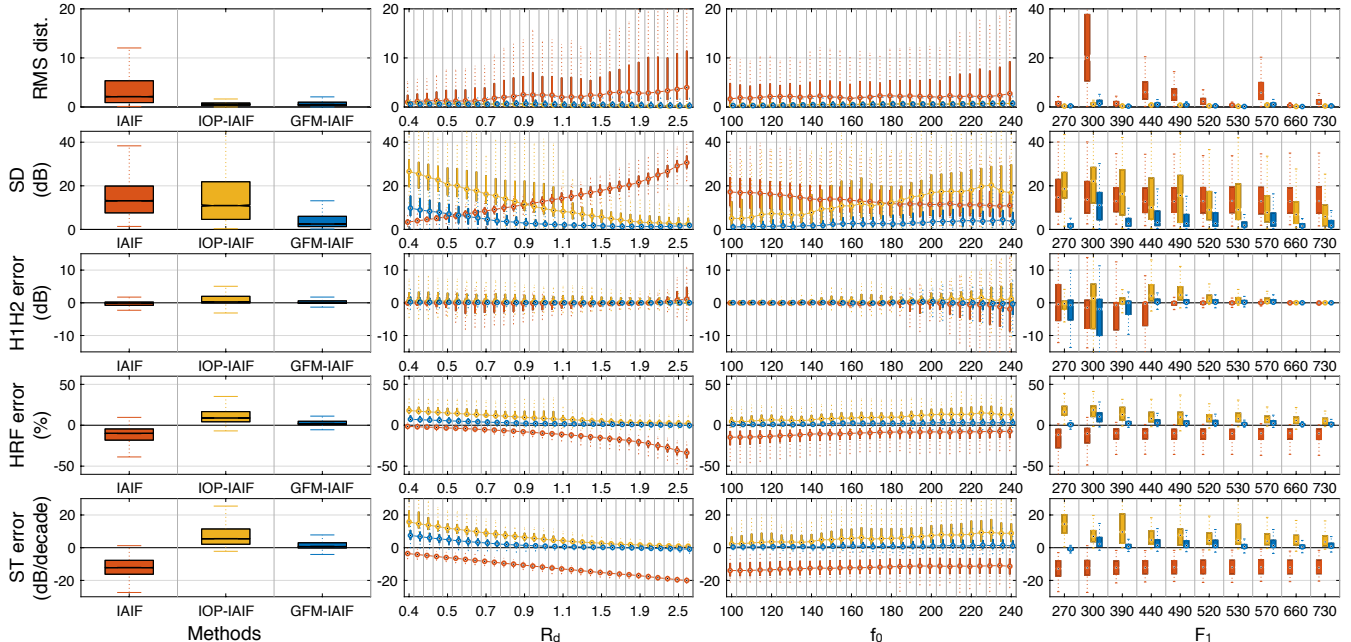 RMS dist.
20
10
0
IAIF IOP-IAIF GFM-IAIF
20
10
0
0.4 0.5 0.7 0.9 1.1 1.5 1.9 2.5
20
10
0
100 120 140 160 180 200 220 240
40
20
0
270 300 390 440 490 520 530 570 660 730
SD
(dB)
40
20
0
IAIF IOP-IAIF GFM-IAIF
40
20
0
0.4 0.5 0.7 0.9 1.1 1.5 1.9 2.5
40
20
0
100 120 140 160 180 200 220 240
40
20
0
270 300 390 440 490 520 530 570 660 730
H1H2 error
(dB)
10
0
-10
IAIF IOP-IAIF GFM-IAIF
10
0
-10
0.4 0.5 0.7 0.9 1.1 1.5 1.9 2.5
10
0
-10
100 120 140 160 180 200 220 240
10
0
-10
270 300 390 440 490 520 530 570 660 730
HRF error
(%)
50
0
-50
IAIF IOP-IAIF GFM-IAIF
50
0
-50
0.4 0.5 0.7 0.9 1.1 1.5 1.9 2.5
50
0
-50
100 120 140 160 180 200 220 240
50
0
-50
270 300 390 440 490 520 530 570 660 730
ST error
(dB/decade)
20
0
-20
IAIF IOP-IAIF GFM-IAIF
Methods
20
0
-20
0.4 0.5 0.7 0.9 1.1 1.5 1.9 2.5
R_d
20
0
-20
100 120 140 160 180 200 220 240
f_0
20
0
-20
270 300 390 440 490 520 530 570 660 730
F_1